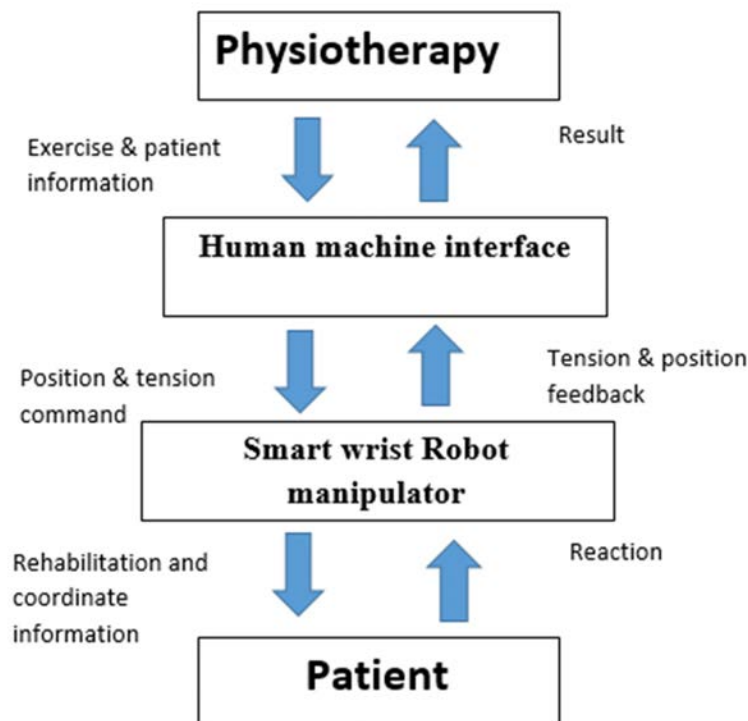 Physiotherapy
Exercise & patient
information
Result
Human machine interface
Position & tension
command
Tension & position
feedback
Smart wrist Robot
manipulator
Rehabilitation and
coordinate
information
Reaction
Patient